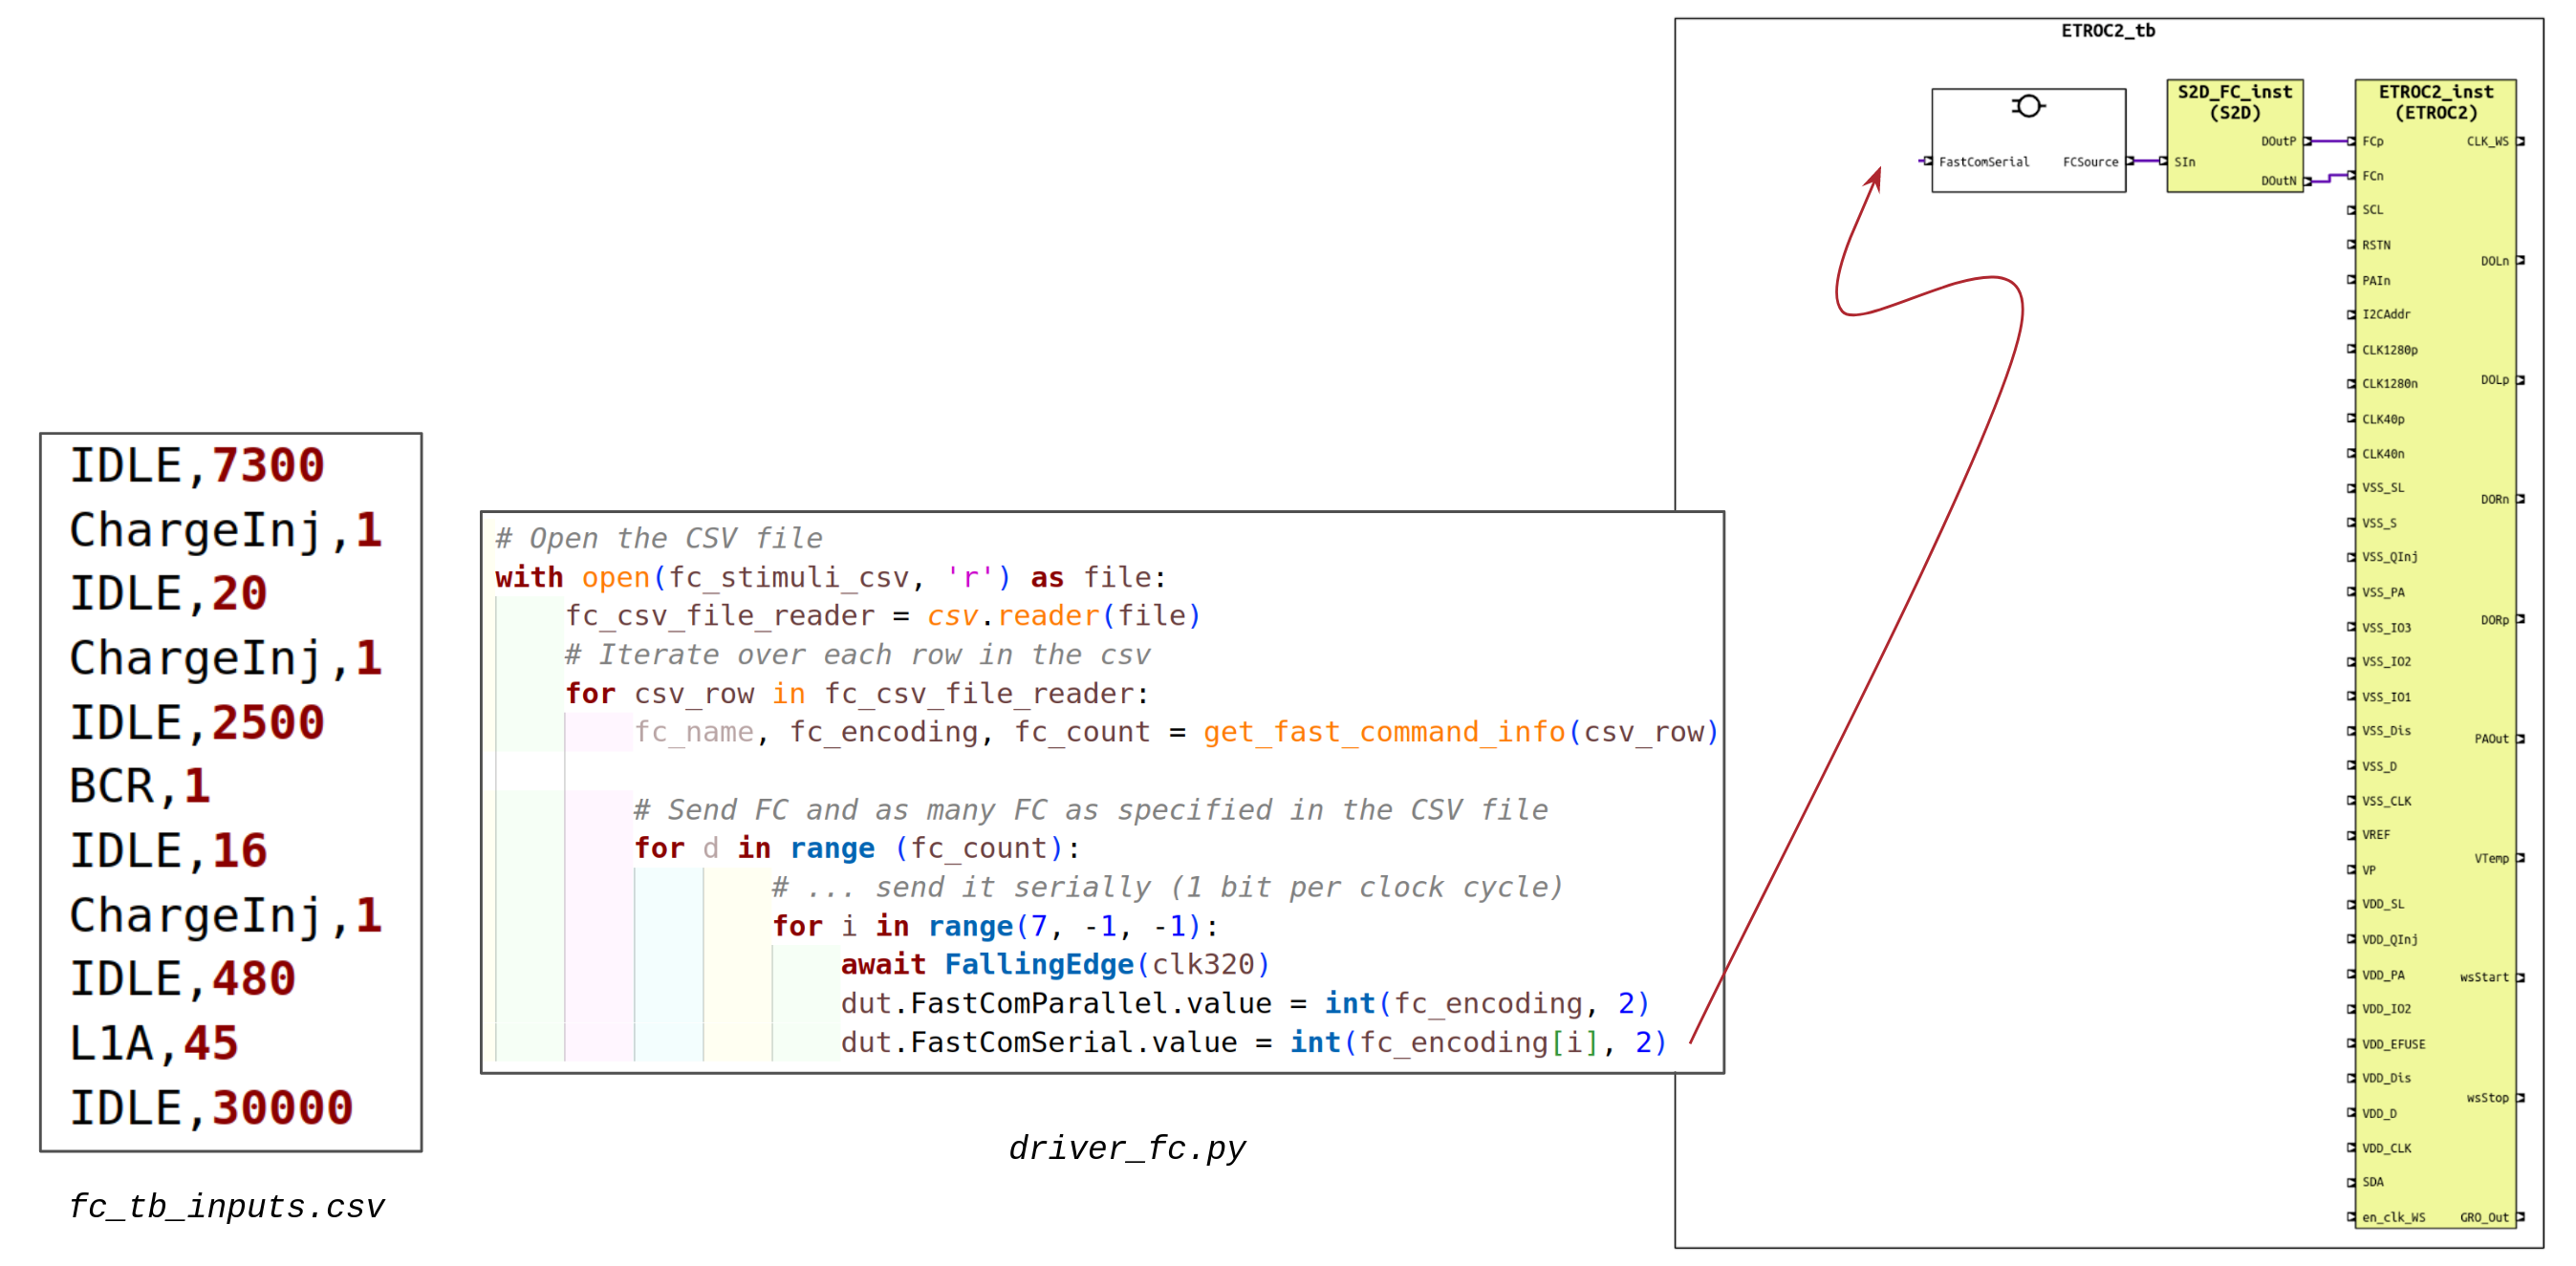 IDLE,7300
ChargeInj,1
IDLE,20
ChargeInj,1
IDLE,2500
BCR,1
IDLE,16
ChargeInj,1
IDLE,480
L1A,45
IDLE,30000
fc_tb_inputs.csv
# Open the CSV file
with open(fc_stimuli_csv, 'r') as file:
fc_csv_file_reader = csv.reader(file)
# Iterate over each row in the csv
for csv_row in fc_csv_file_reader:
fc_name, fc_encoding, fc_count = get_fast_command_info(csv_row)
# Send FC and as many FC as specified in the CSV file
for d in range (fc_count):
# ... send it serially (1 bit per clock cycle)
for i in range(7, -1, -1):
await FallingEdge(clk320)
dut.FastComParallel.value = int(fc_encoding, 2)
dut.FastComSerial.value = int(fc_encoding[i], 2)
driver_fc.py
ETROC2_tb
FastComSerial
FCSource
S2D_FC_inst
(S2D)
DOutP
SIn
DOutN
ETROC2_inst
(ETROC2)
FCp
FCn
SCL
RSTN
PAIn
I2CAddr
CLK1280p
CLK1280n
CLK40p
CLK40n
VSS_SL
VSS_S
VSS_QInj
VSS_PA
VSS_IO3
VSS_IO2
VSS_IO1
VSS_Dis
VSS_D
VSS_CLK
VREF
VP
VDD_SL
VDD_QInj
VDD_PA
VDD_IO2
VDD_EFUSE
VDD_Dis
VDD_D
VDD_CLK
SDA
en_clk_WS
CLK_WS
DOLn
DOLp
DORn
DORp
PAOut
VTemp
wsStart
wsStop
GRO_Out